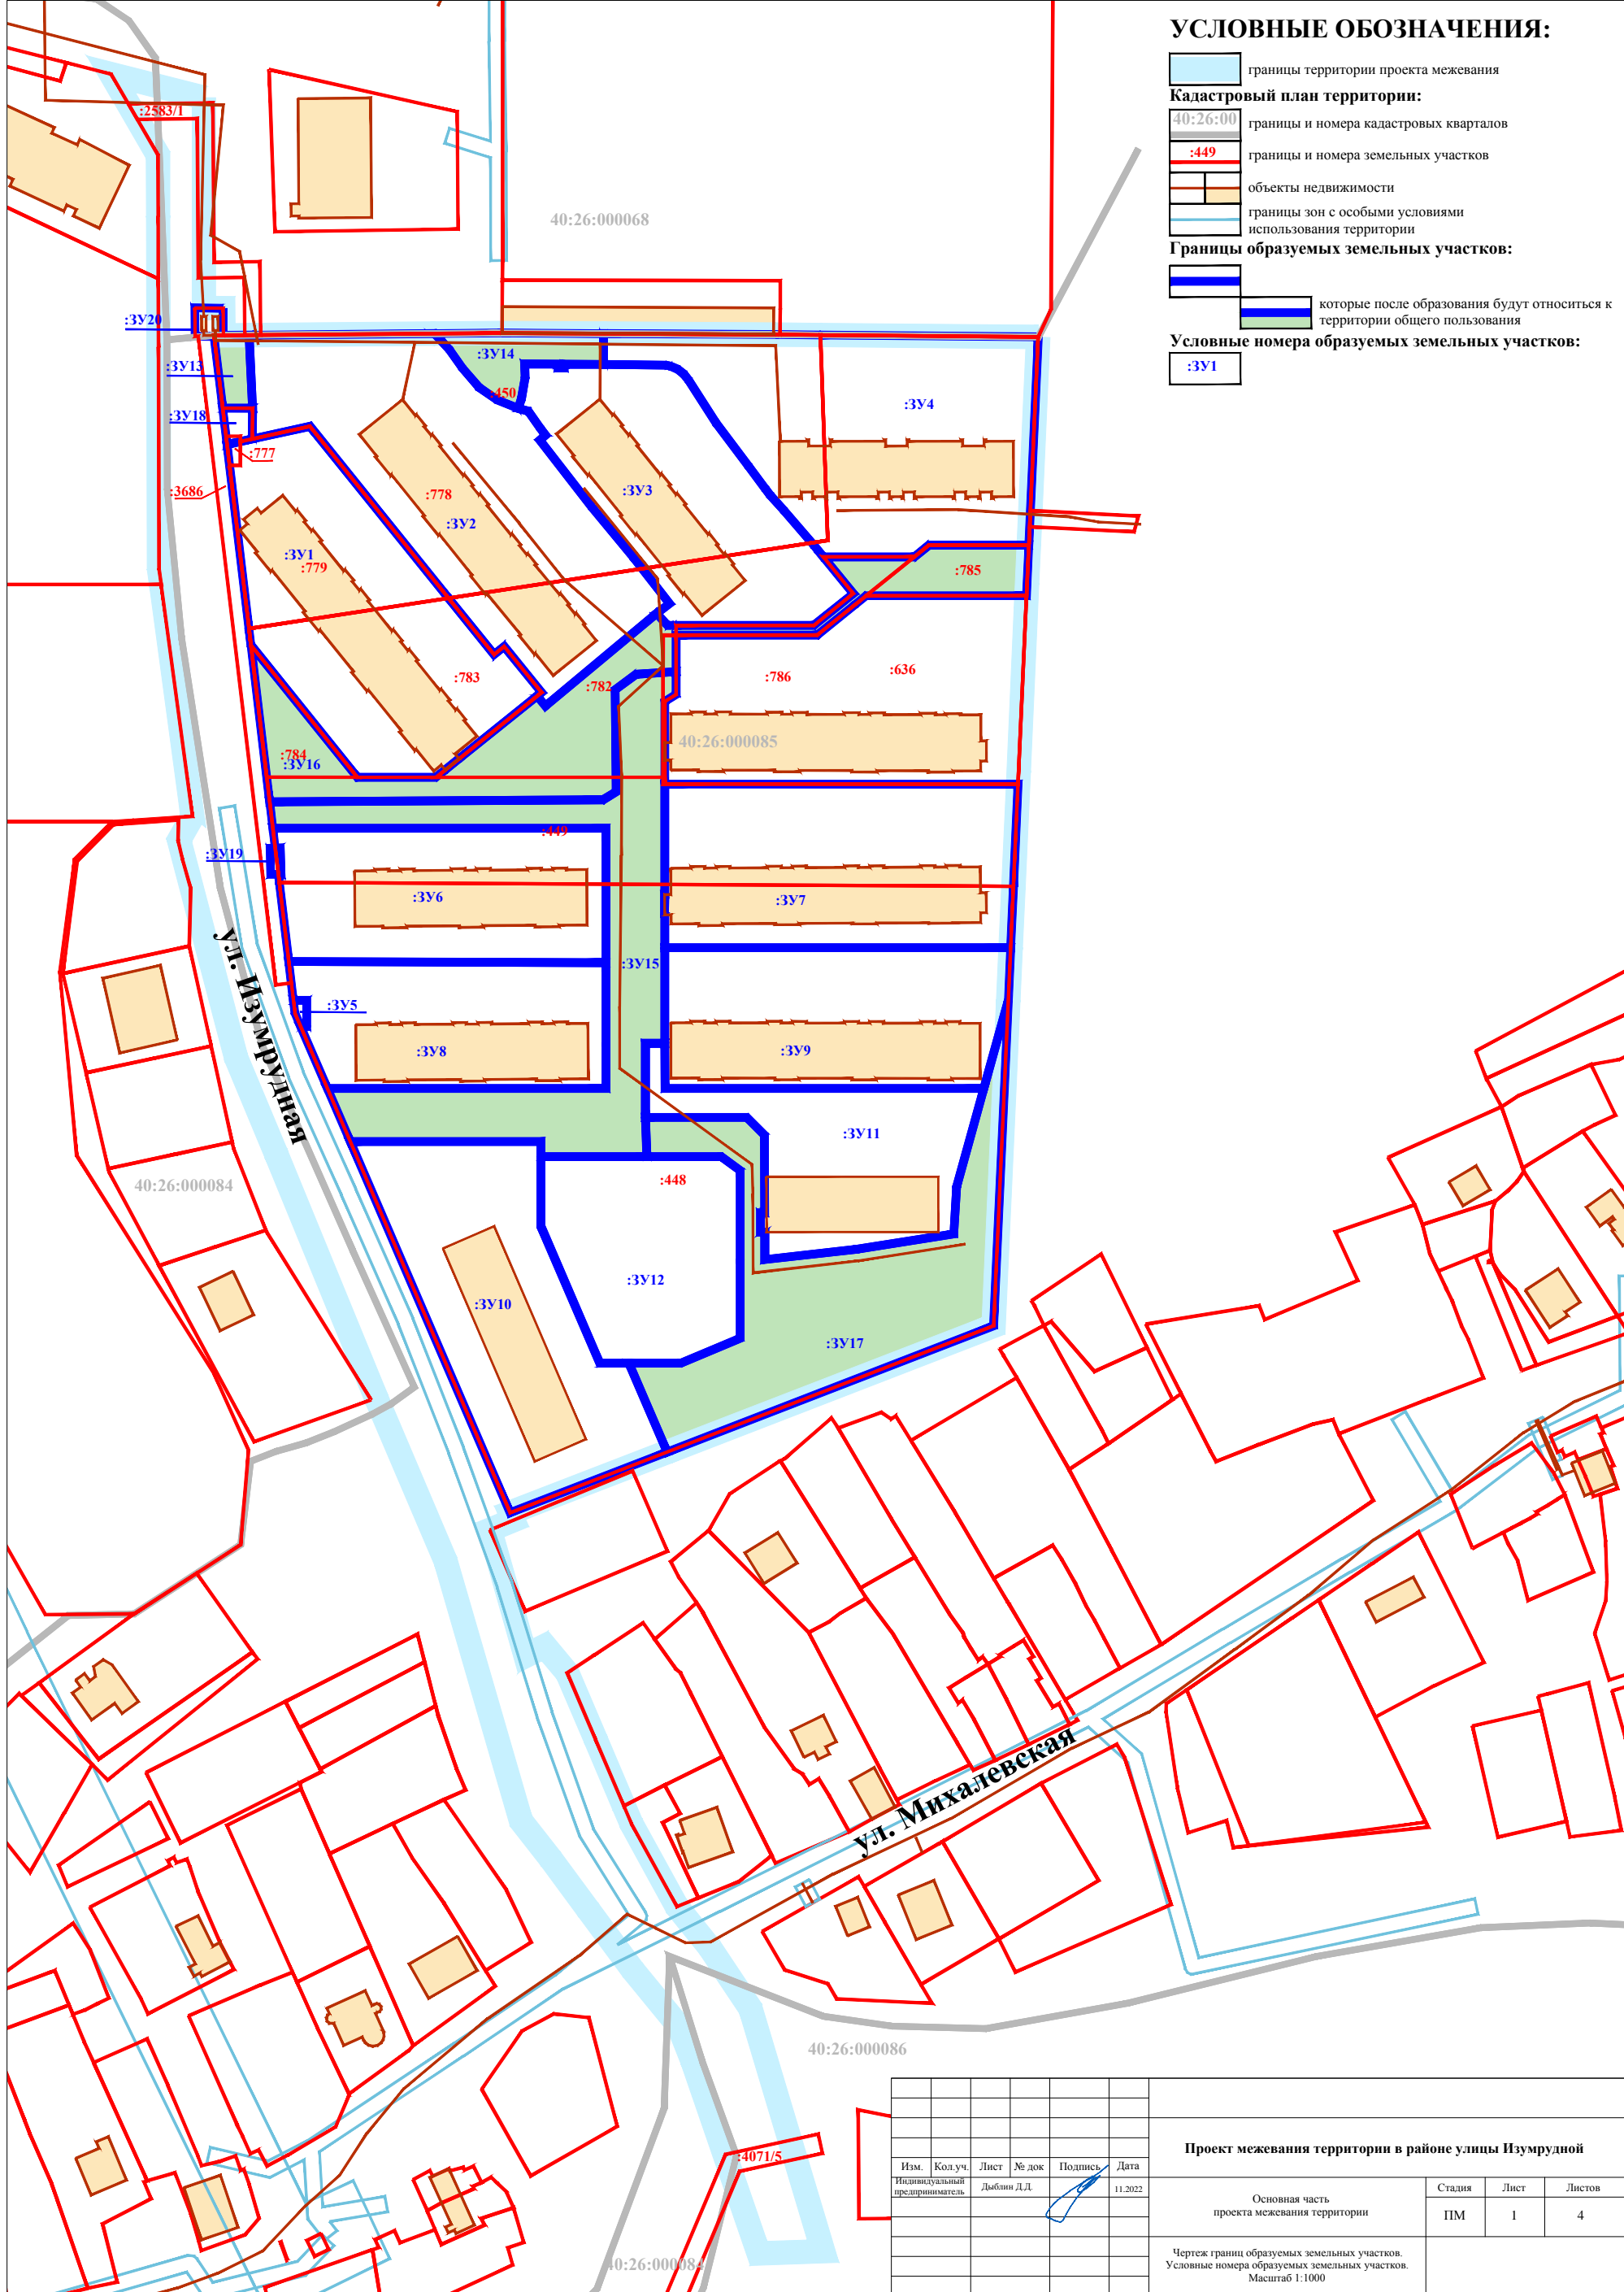 УСЛОВНЫЕ ОБОЗНАЧЕНИЯ:
границы территории проекта межевания
Кадастровый план территории:
40:26:00
границы и номера кадастровых кварталов
:449
границы и номера земельных участков
объекты недвижимости
границы зон с особыми условиями
использования территории
Границы образуемых земельных участков:
которые после образования будут относиться к
территории общего пользования
Условные номера образуемых земельных участков:
:ЗУ1
:2583/1
40:26:000068
:ЗУ20
:ЗУ13
:ЗУ14
:450
:ЗУ4
:ЗУ18
:777
:3686
:778
:ЗУ2
:ЗУ3
:ЗУ1
:779
:785
:783
:782
:786
:636
40:26:000085
:784
:ЗУ16
:449
:ЗУ19
:ЗУ6
:ЗУ7
ул. Изумрудная
:ЗУ15
:ЗУ5
:ЗУ8
:ЗУ9
:ЗУ11
40:26:000084
:448
:ЗУ12
:ЗУ10
:ЗУ17
ул. Михалевская
40:26:000086
:4071/5
40:26:000084
Проект межевания территории в районе улицы Изумрудной
Изм. Кол.уч. Лист № док Подпись Дата
Индивидуальный
предприниматель
Дыблин Д.Д.
11.2022
Основная часть
проекта межевания территории
Стадия Лист Листов
ПМ 1 4
Чертеж границ образуемых земельных участков.
Условные номера образуемых земельных участков.
Масштаб 1:1000